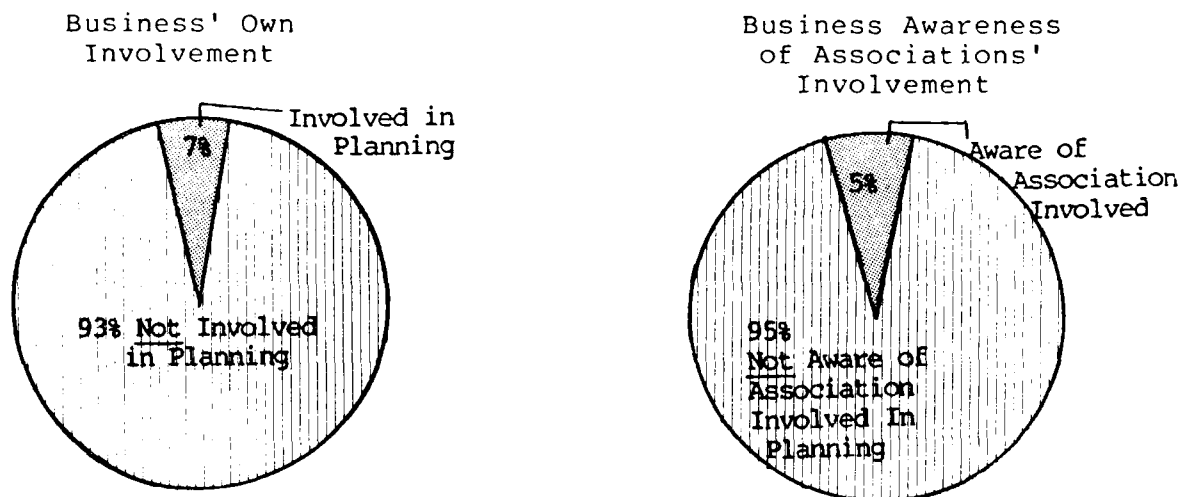 Business' Own
Involvement
Involved in
Planning
7%
93% Not Involved
in Planning
Business Awareness
of Associations'
Involvement
Aware of
Association
Involved
5%
95%
Not Aware of
Association
Involved In
Planning